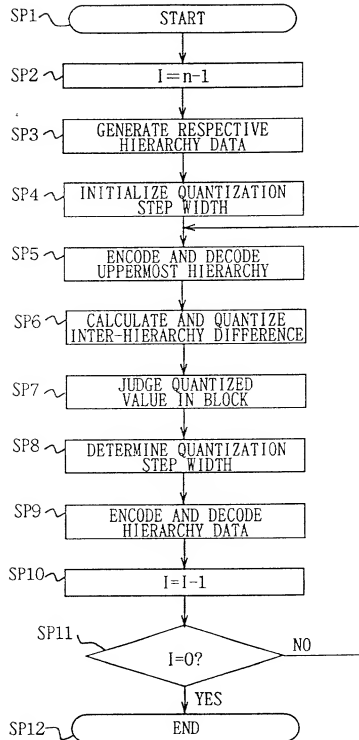 SP1 START
SP2 I=n-1
SP3 GENERATE RESPECTIVE
HIERARCHY DATA
SP4 INITIALIZE QUANTIZATION
STEP WIDTH
SP5 ENCODE AND DECODE
UPPERMOST HIERARCHY
SP6 CALCULATE AND QUANTIZE
INTER-HIERARCHY DIFFERENCE
SP7 JUDGE QUANTIZED
VALUE IN BLOCK
SP8 DETERMINE QUANTIZATION
STEP WIDTH
SP9 ENCODE AND DECODE
HIERARCHY DATA
SP10 I=I-1
SP11 I=0? NO
YES
SP12 END